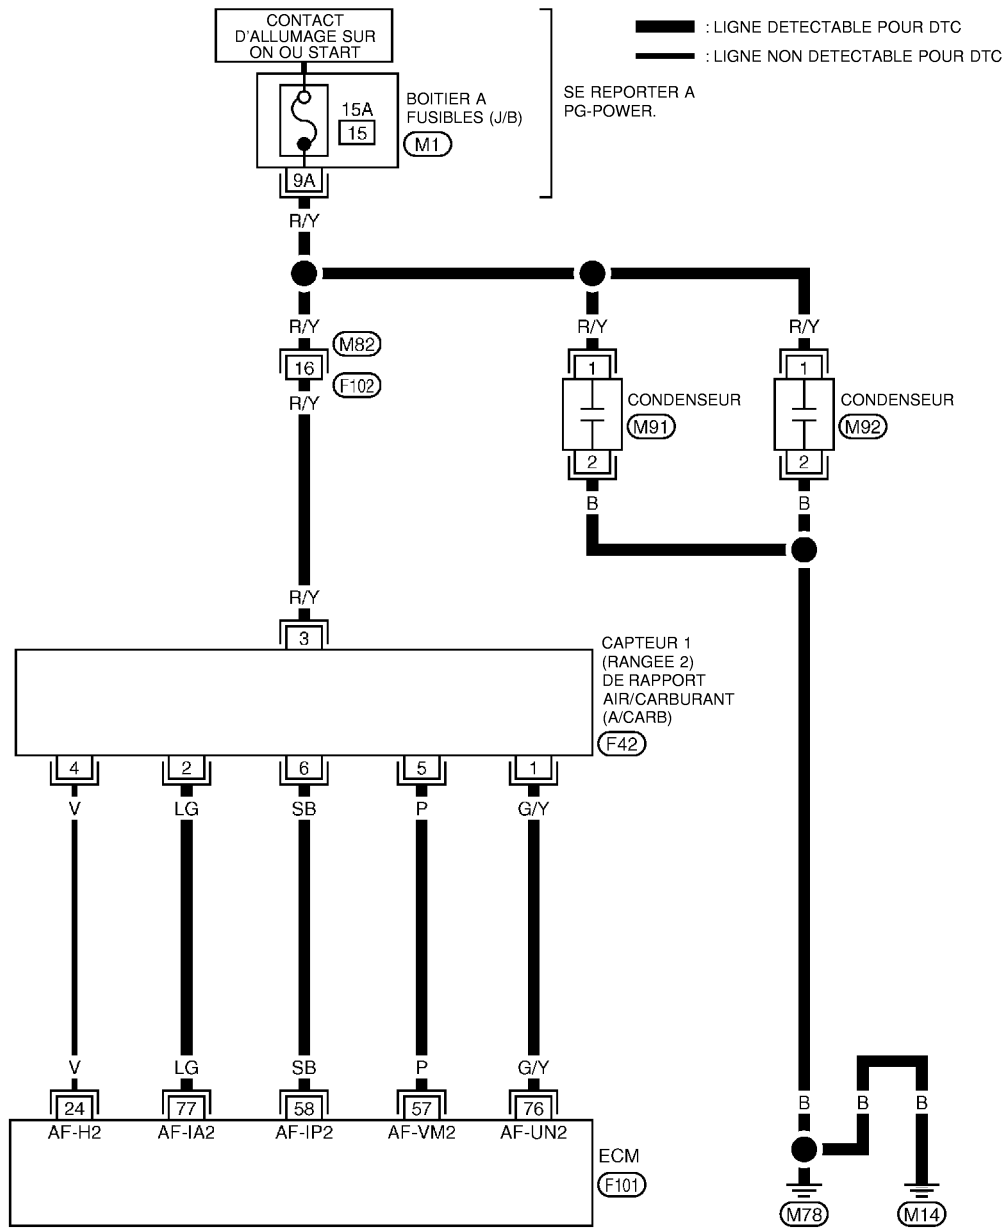 CONTACT
D'ALLUMAGE SUR
ON OU START
: LIGNE DETECTABLE POUR DTC
: LIGNE NON DETECTABLE POUR DTC
15A
15
BOITIER A
FUSIBLES (J/B)
M1
SE REPORTER A
PG-POWER.
9A
R/Y
R/Y
M82
16
F102
R/Y
R/Y
R/Y
1
1
CONDENSEUR
M91
CONDENSEUR
M92
2
2
B
B
R/Y
3
CAPTEUR 1
(RANGEE 2)
DE RAPPORT
AIR/CARBURANT
(A/CARB)
F42
4
2
6
5
1
V
LG
SB
P
G/Y
V
LG
SB
P
G/Y
24
77
58
57
76
AF-H2
AF-IA2
AF-IP2
AF-VM2
AF-UN2
ECM
F101
B
B
B
M78
M14